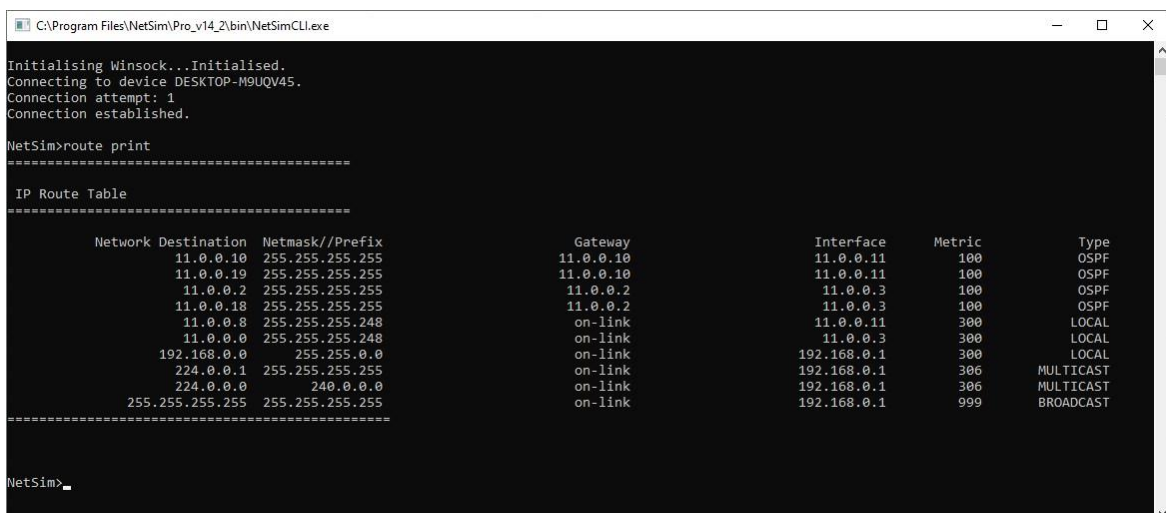 C:\Program Files\NetSim\Pro_v14_2\bin\NetSimCLI.exe
Initialising Winsock...Initialised.
Connecting to device DESKTOP-M9UQV45.
Connection attempt: 1
Connection established.
NetSim>route print
===========================================
IP Route Table
===========================================
Network Destination Netmask//Prefix Gateway Interface Metric Type
11.0.0.10 255.255.255.255 11.0.0.10 11.0.0.11 100 OSPF
11.0.0.19 255.255.255.255 11.0.0.10 11.0.0.11 100 OSPF
11.0.0.2 255.255.255.255 11.0.0.2 11.0.0.3 100 OSPF
11.0.0.18 255.255.255.255 11.0.0.2 11.0.0.3 100 OSPF
11.0.0.8 255.255.255.248 on-link 11.0.0.11 300 LOCAL
11.0.0.0 255.255.255.248 on-link 11.0.0.3 300 LOCAL
192.168.0.0 255.255.0.0 on-link 192.168.0.1 300 LOCAL
224.0.0.1 255.255.255.255 on-link 192.168.0.1 306 MULTICAST
224.0.0.0 240.0.0.0 on-link 192.168.0.1 306 MULTICAST
255.255.255.255 255.255.255.255 on-link 192.168.0.1 999 BROADCAST
================================================
NetSim>_